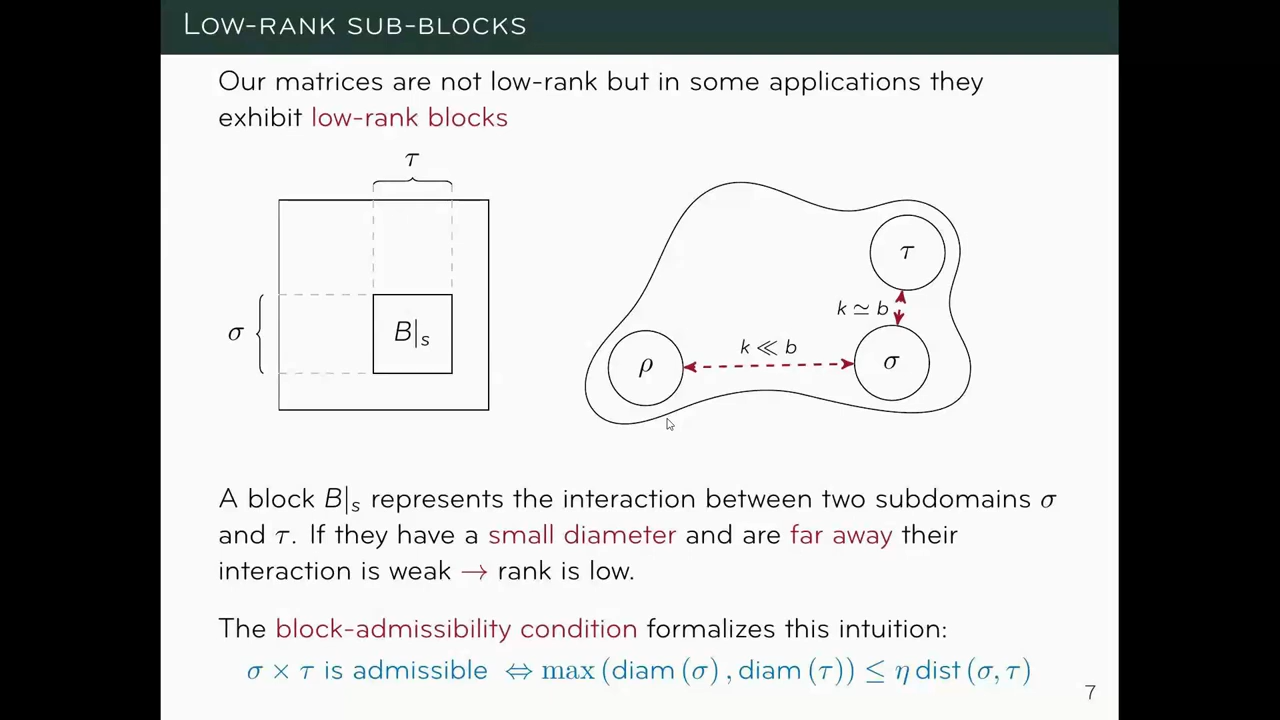 Low-rank sub-blocks
Our matrices are not low-rank but in some applications they
exhibit low-rank blocks
τ
σ
B|ₛ
τ
k ≃ b
k ≪ b
ρ
σ
A block B|ₛ represents the interaction between two subdomains σ
and τ. If they have a small diameter and are far away their
interaction is weak → rank is low.
The block-admissibility condition formalizes this intuition:
σ × τ is admissible ⇔ max (diam (σ) , diam (τ)) ≤ η dist (σ, τ)
7